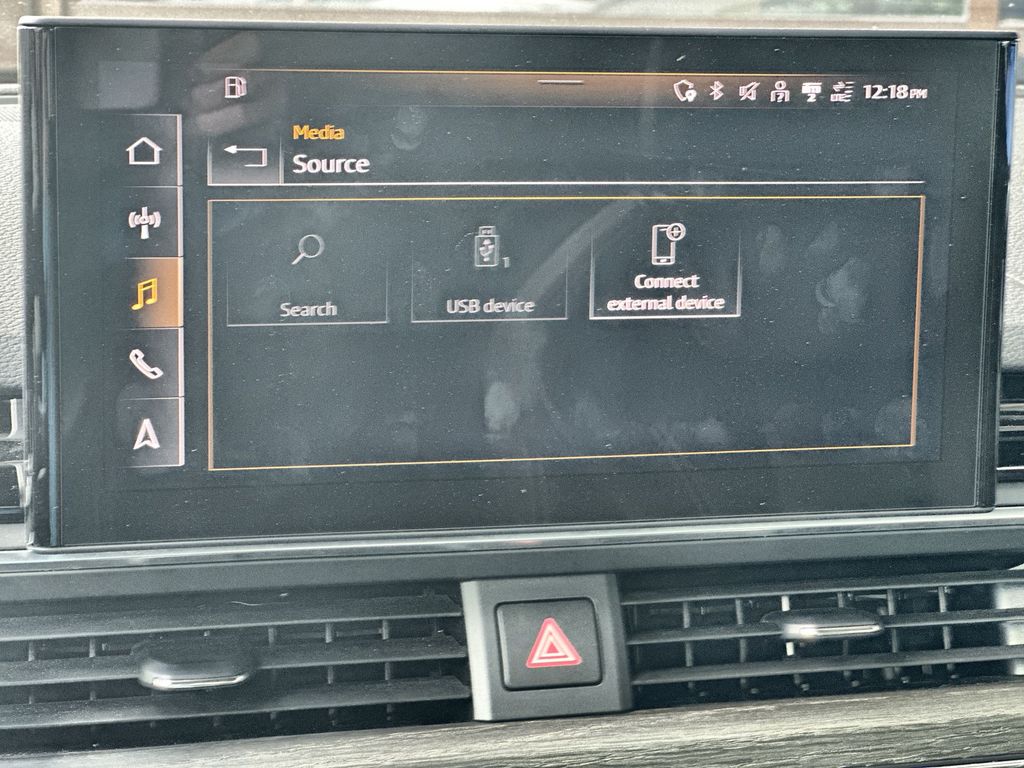 12:18 PM
Media
Source
Search
1
USB device
Connect
external device